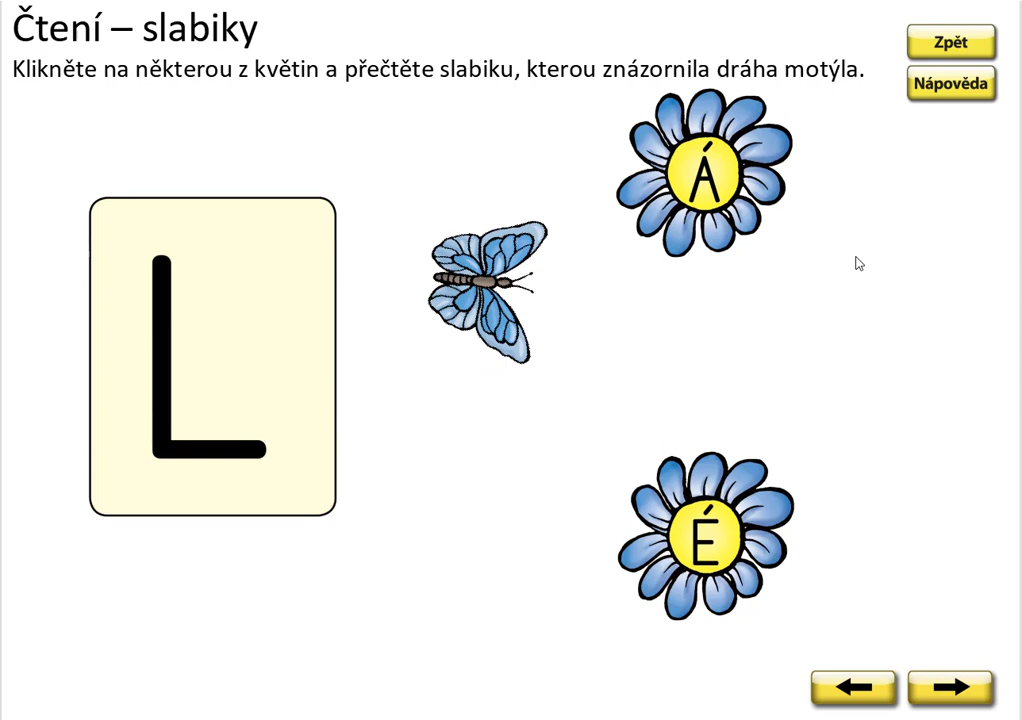 Čtení – slabiky
Klikněte na některou z květin a přečtěte slabiku, kterou znázornila dráha motýla.
Zpět
Nápověda
Á
L
É